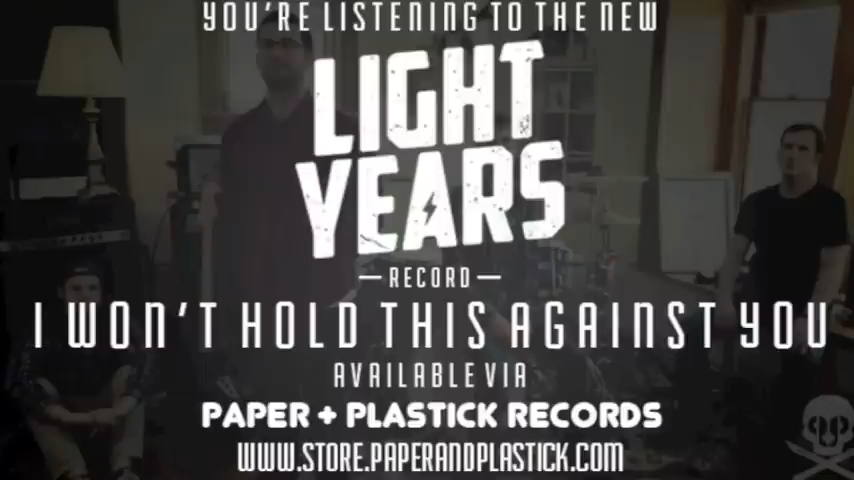 YOU'RE LISTENING TO THE NEW
LIGHT
YEARS
— RECORD —
I WON'T HOLD THIS AGAINST YOU
AVAILABLE VIA
PAPER + PLASTICK RECORDS
WWW.STORE.PAPERANDPLASTICK.COM